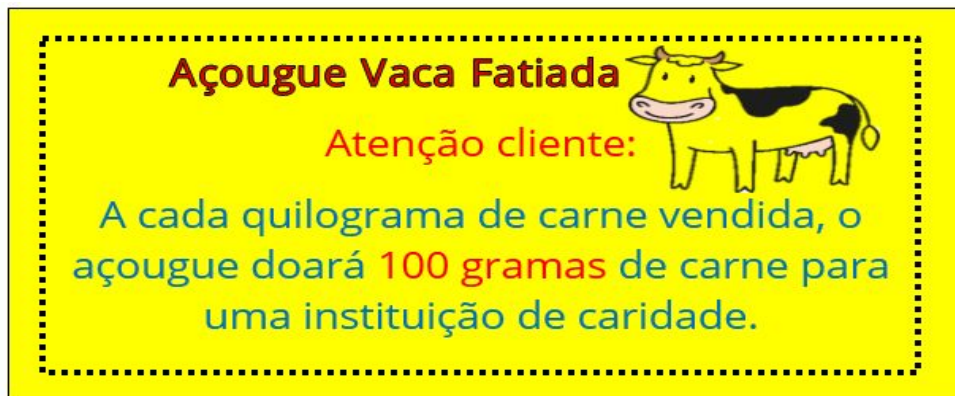 Açougue Vaca Fatiada
Atenção cliente:
A cada quilograma de carne vendida, o
açougue doará 100 gramas de carne para
uma instituição de caridade.